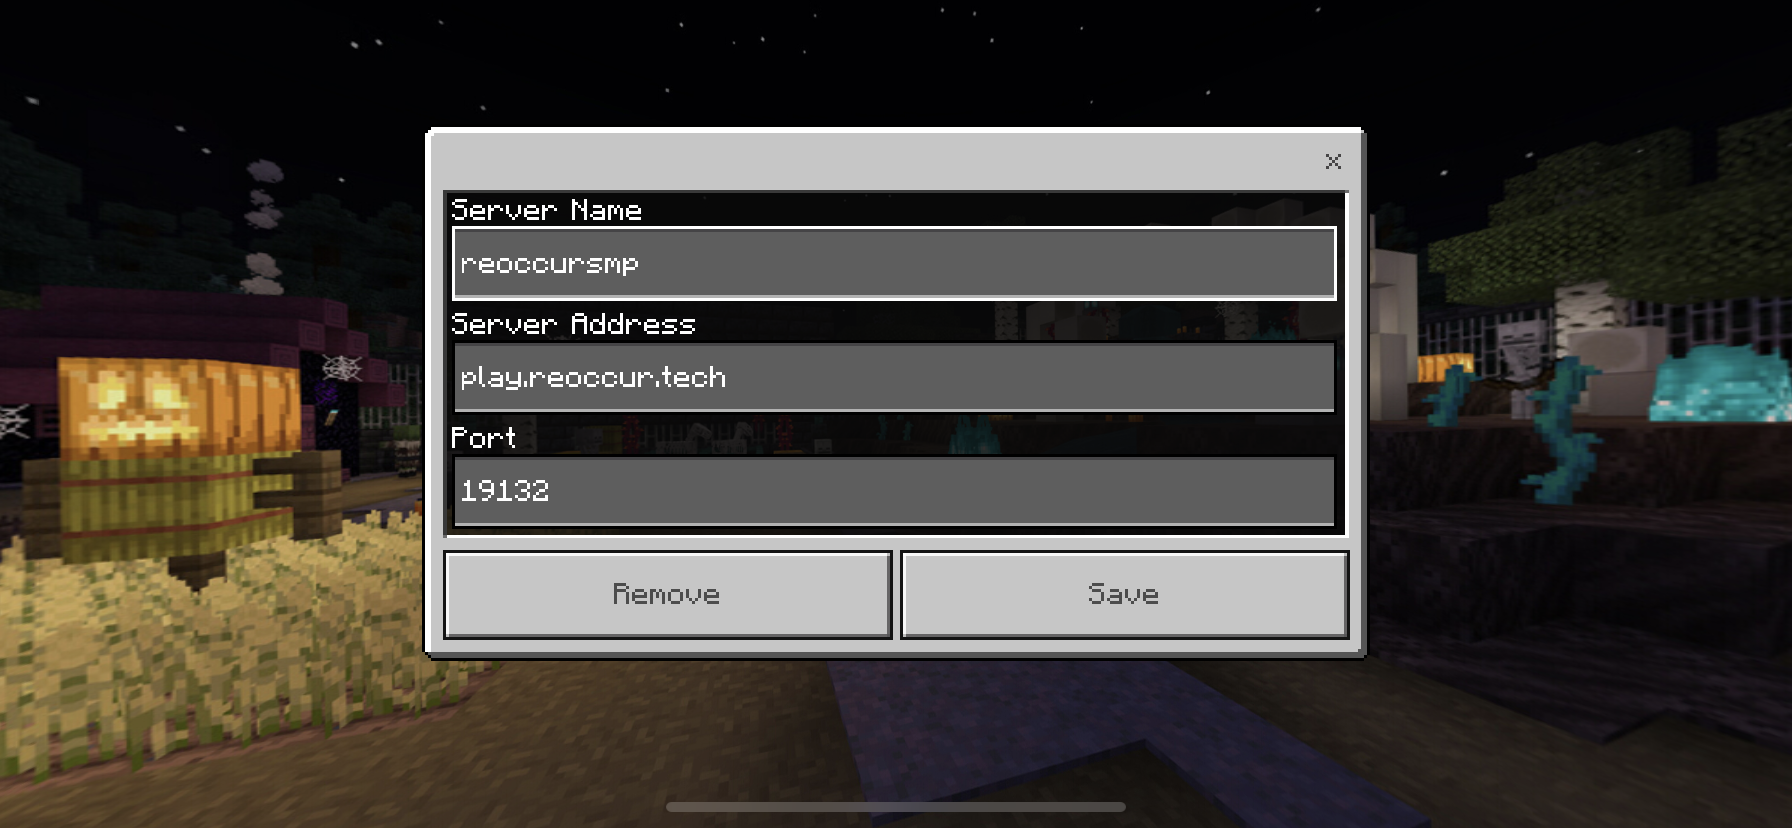 Server Name
reoccursmp
Server Address
play.reoccur.tech
Port
19132
Remove
Save